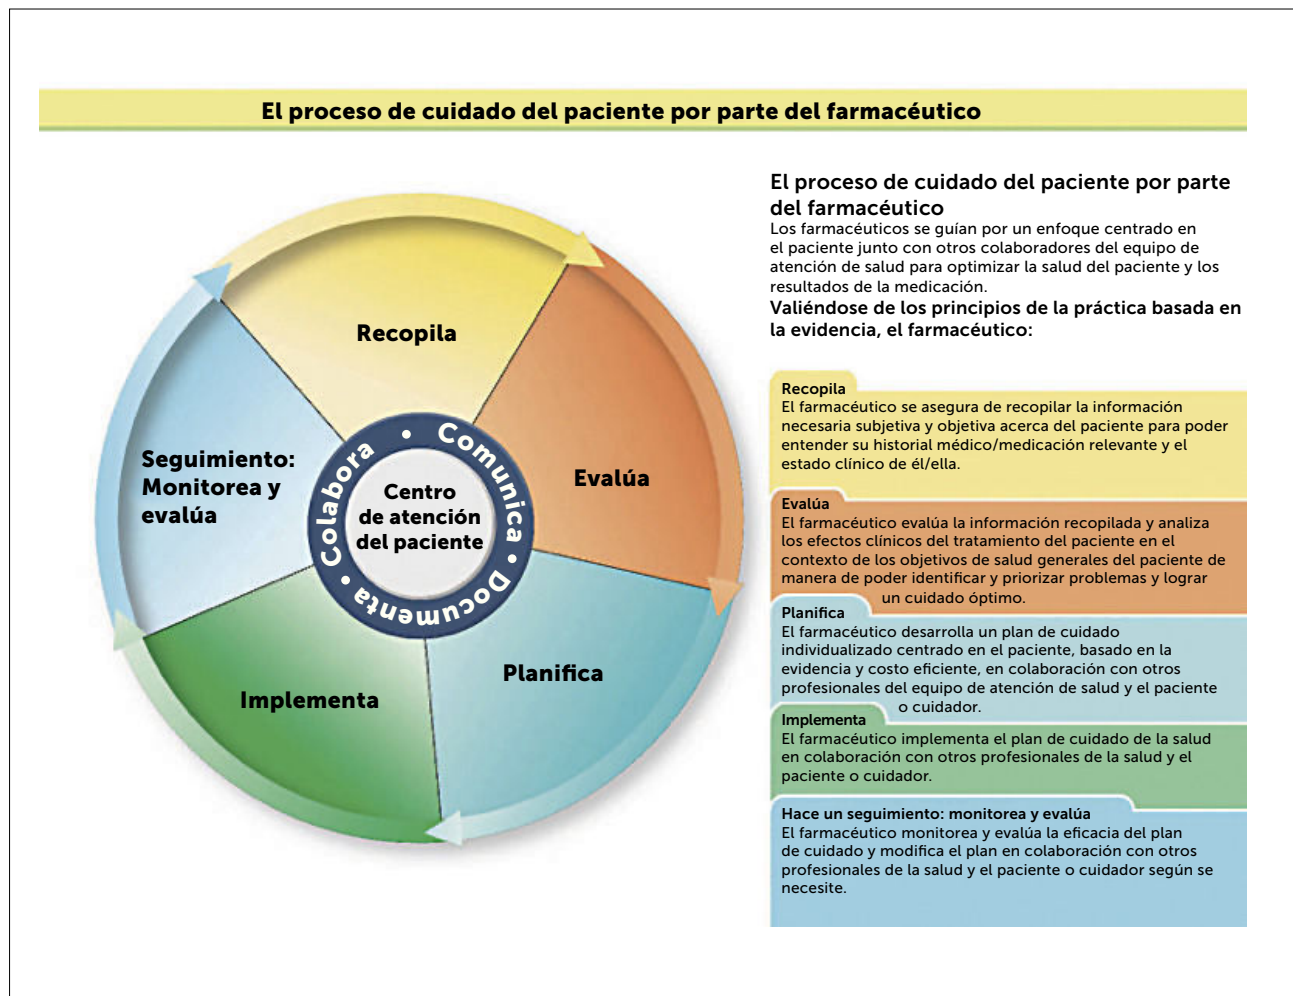 El proceso de cuidado del paciente por parte del farmacéutico
Recopila
Evalúa
Planifica
Implementa
Seguimiento:
Monitorea y
evalúa
Colabora • Comunica • Documenta •
Centro
de atención
del paciente
El proceso de cuidado del paciente por parte
del farmacéutico
Los farmacéuticos se guían por un enfoque centrado en
el paciente junto con otros colaboradores del equipo de
atención de salud para optimizar la salud del paciente y los
resultados de la medicación.
Valiéndose de los principios de la práctica basada en
la evidencia, el farmacéutico:
Recopila
El farmacéutico se asegura de recopilar la información
necesaria subjetiva y objetiva acerca del paciente para poder
entender su historial médico/medicación relevante y el
estado clínico de él/ella.
Evalúa
El farmacéutico evalúa la información recopilada y analiza
los efectos clínicos del tratamiento del paciente en el
contexto de los objetivos de salud generales del paciente de
manera de poder identificar y priorizar problemas y lograr
un cuidado óptimo.
Planifica
El farmacéutico desarrolla un plan de cuidado
individualizado centrado en el paciente, basado en la
evidencia y costo eficiente, en colaboración con otros
profesionales del equipo de atención de salud y el paciente
o cuidador.
Implementa
El farmacéutico implementa el plan de cuidado de la salud
en colaboración con otros profesionales de la salud y el
paciente o cuidador.
Hace un seguimiento: monitorea y evalúa
El farmacéutico monitorea y evalúa la eficacia del plan
de cuidado y modifica el plan en colaboración con otros
profesionales de la salud y el paciente o cuidador según se
necesite.